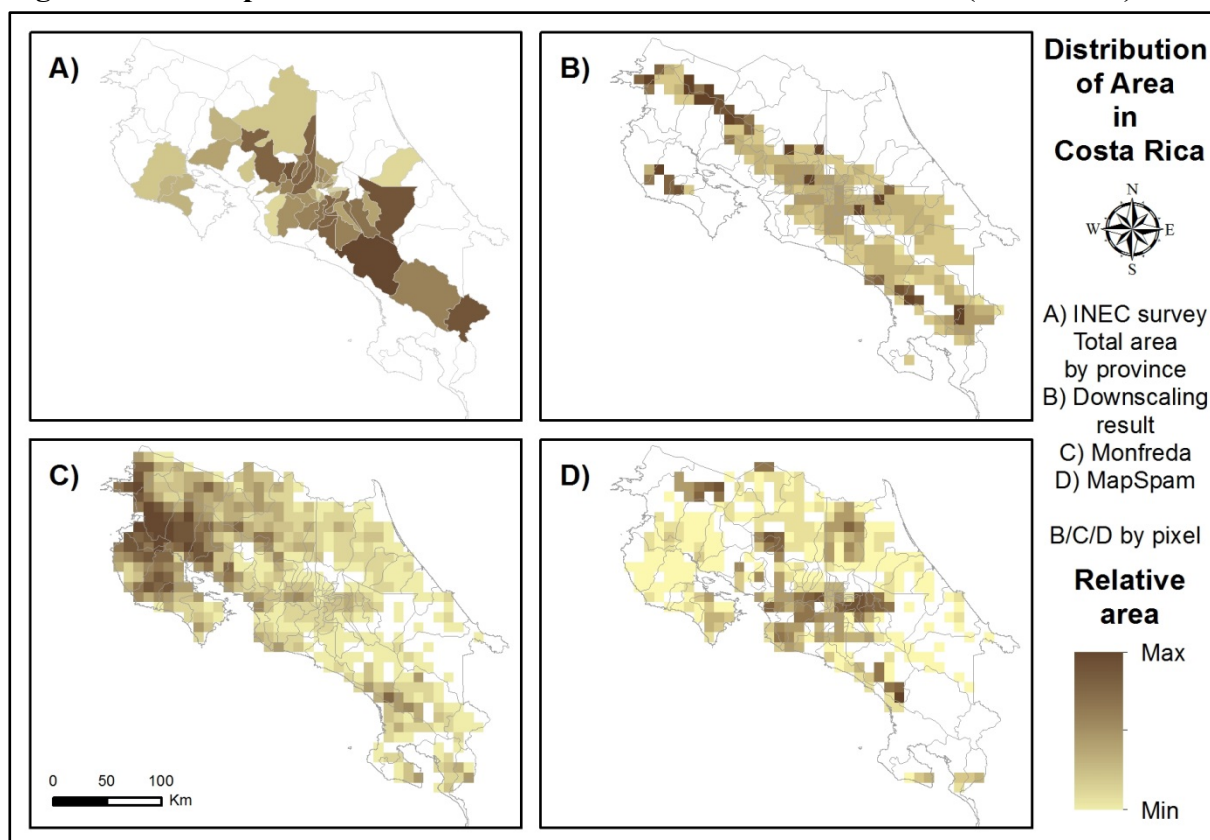 A)
B)
C)
D)
0 50 100
Km
Distribution
of Area
in
Costa Rica
N
W E
S
A) INEC survey
Total area
by province
B) Downscaling
result
C) Monfreda
D) MapSpam
B/C/D by pixel
Relative
area
Max
Min